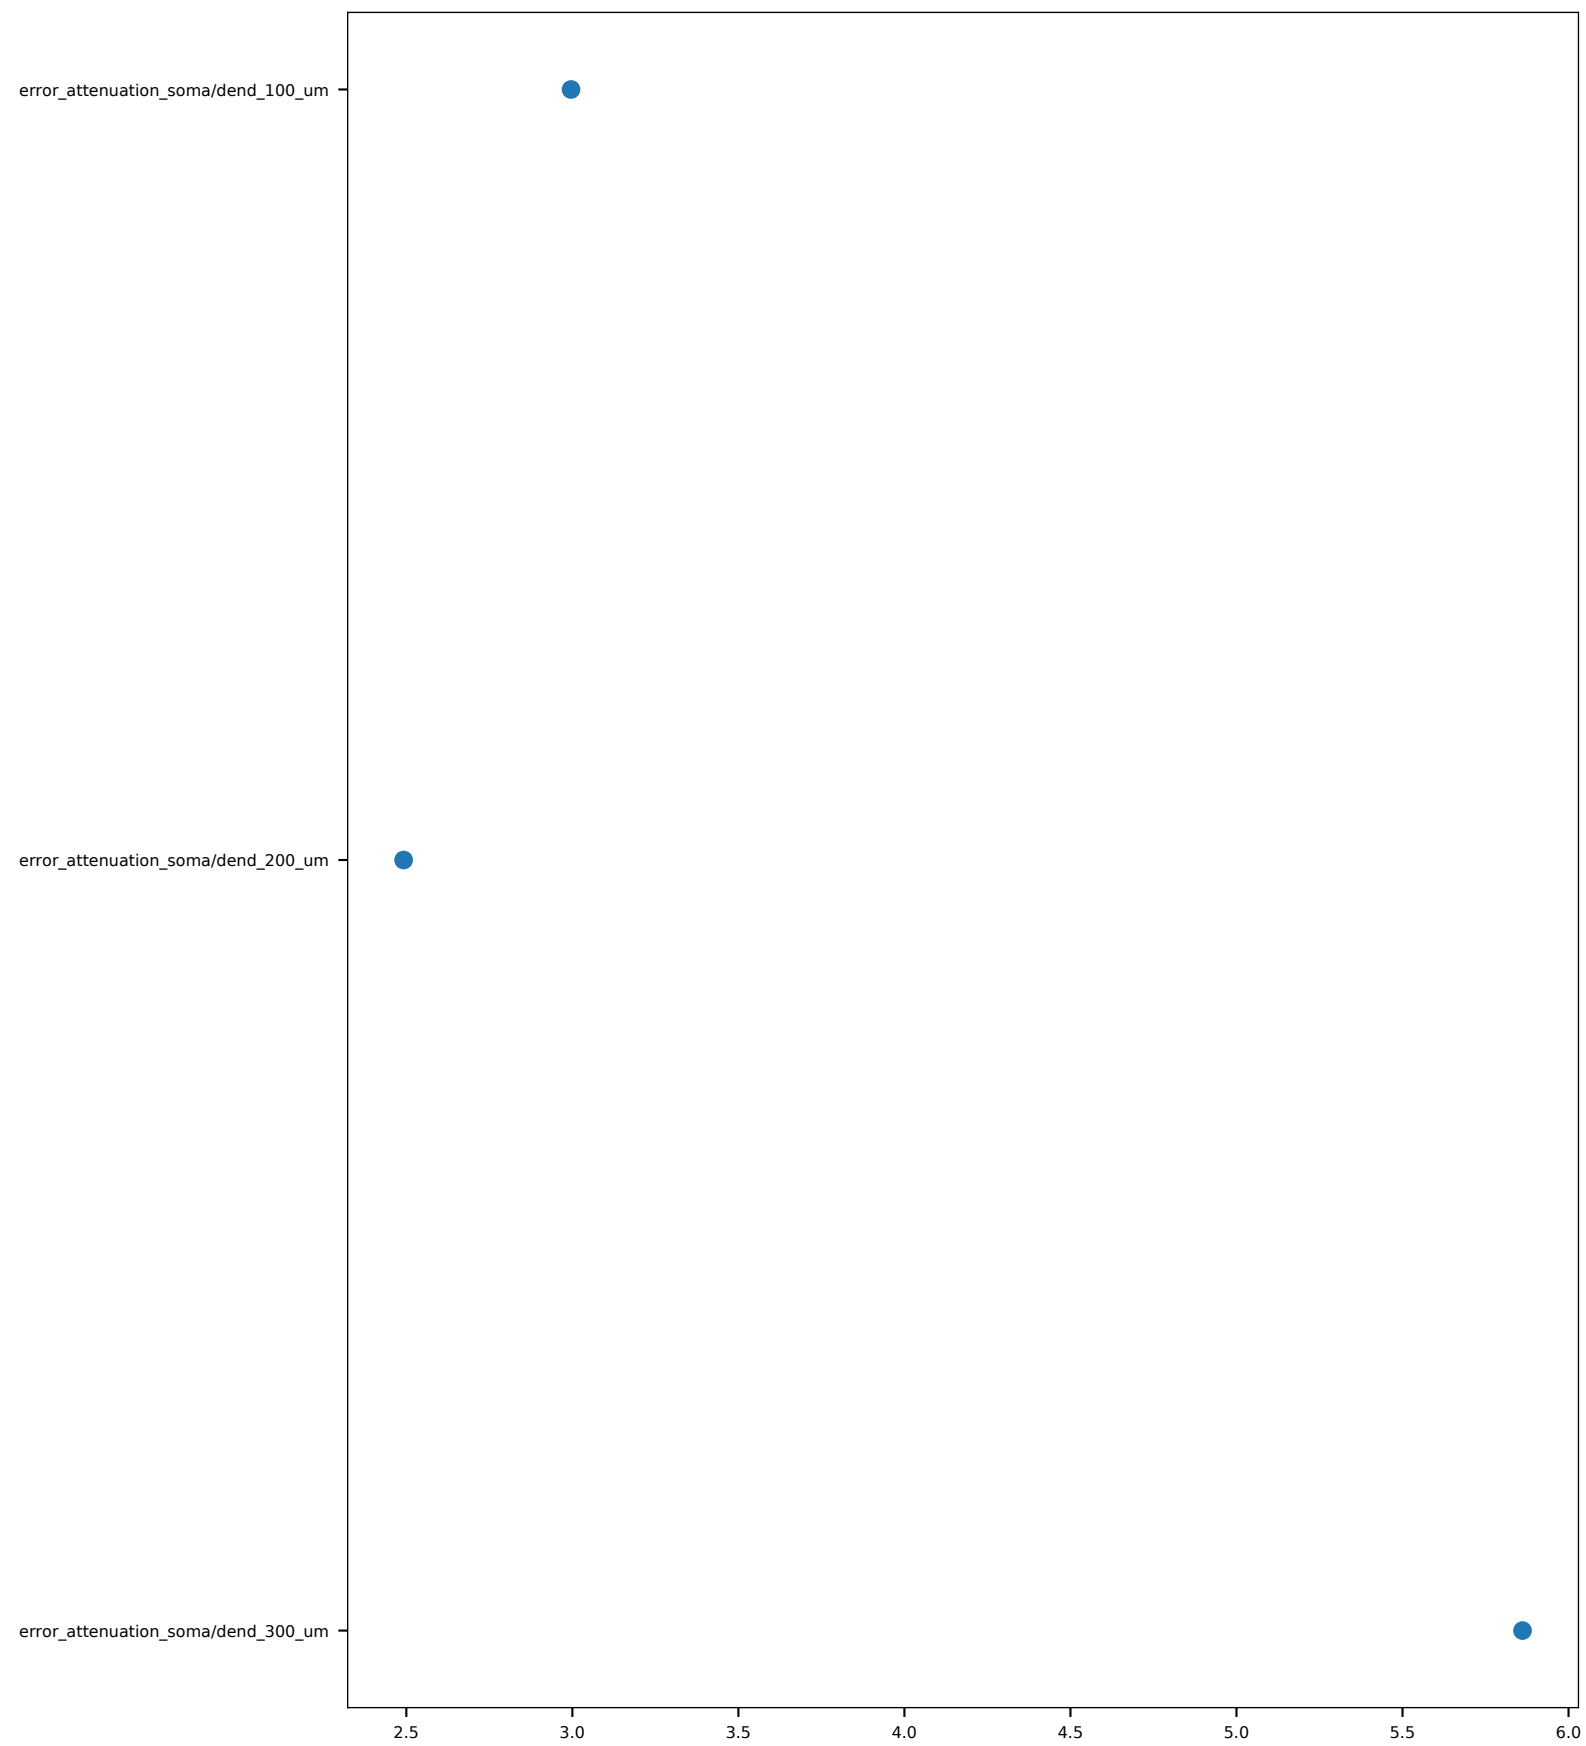 error_attenuation_soma/dend_100_um
error_attenuation_soma/dend_200_um
error_attenuation_soma/dend_300_um
2.5 3.0 3.5 4.0 4.5 5.0 5.5 6.0